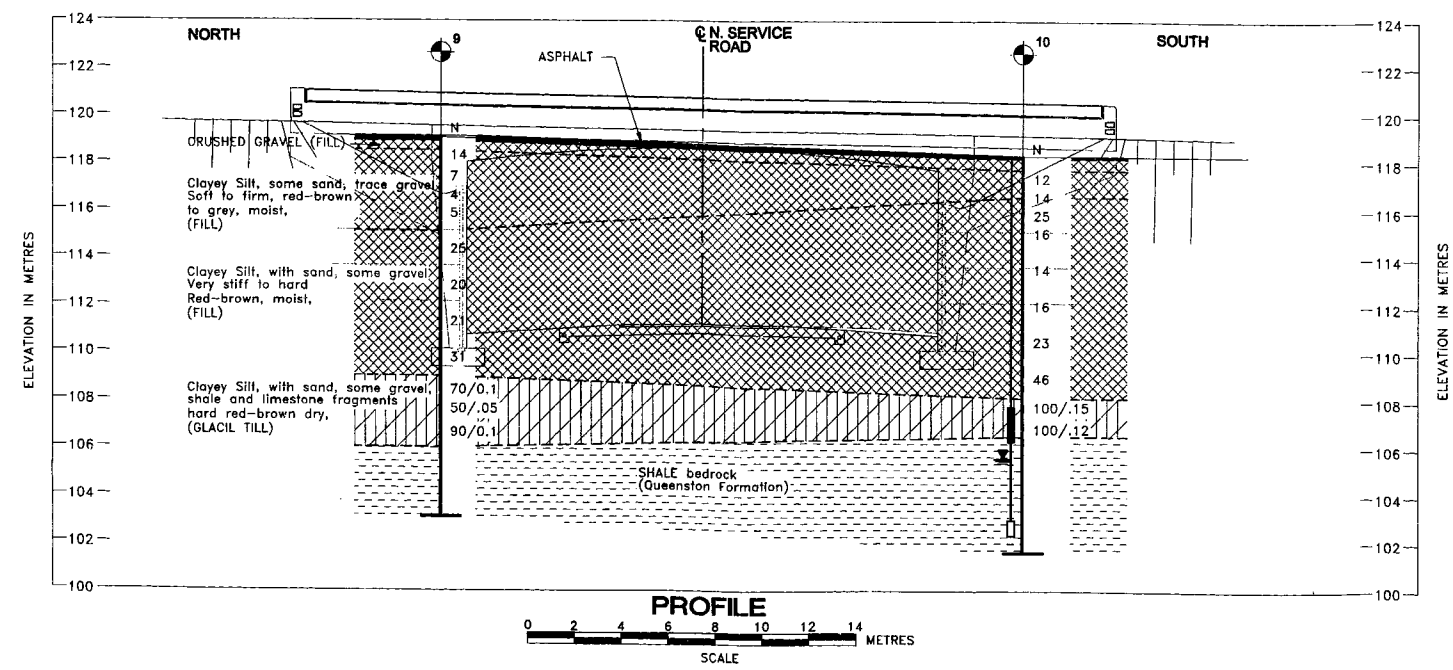 124
122
120
118
116
114
112
110
108
106
104
102
100
ELEVATION IN METRES
NORTH
9
℄ N. SERVICE
ROAD
ASPHALT
10
SOUTH
124
122
120
118
116
114
112
110
108
106
104
102
100
ELEVATION IN METRES
CRUSHED GRAVEL (FILL)
Clayey Silt, some sand, trace gravel
Soft to firm, red-brown
to grey, moist,
(FILL)
Clayey Silt, with sand, some gravel
Very stiff to hard
Red-brown, moist,
(FILL)
Clayey Silt, with sand, some gravel,
shale and limestone fragments
hard red-brown dry,
(GLACIL TILL)
N
14
7
4
5
25
20
21
31
70/0.1
50/.05
90/0.1
N
12
14
25
16
14
16
23
46
100/.15
100/.12
SHALE bedrock
(Queenston Formation)
PROFILE
0 2 4 6 8 10 12 14
METRES
SCALE